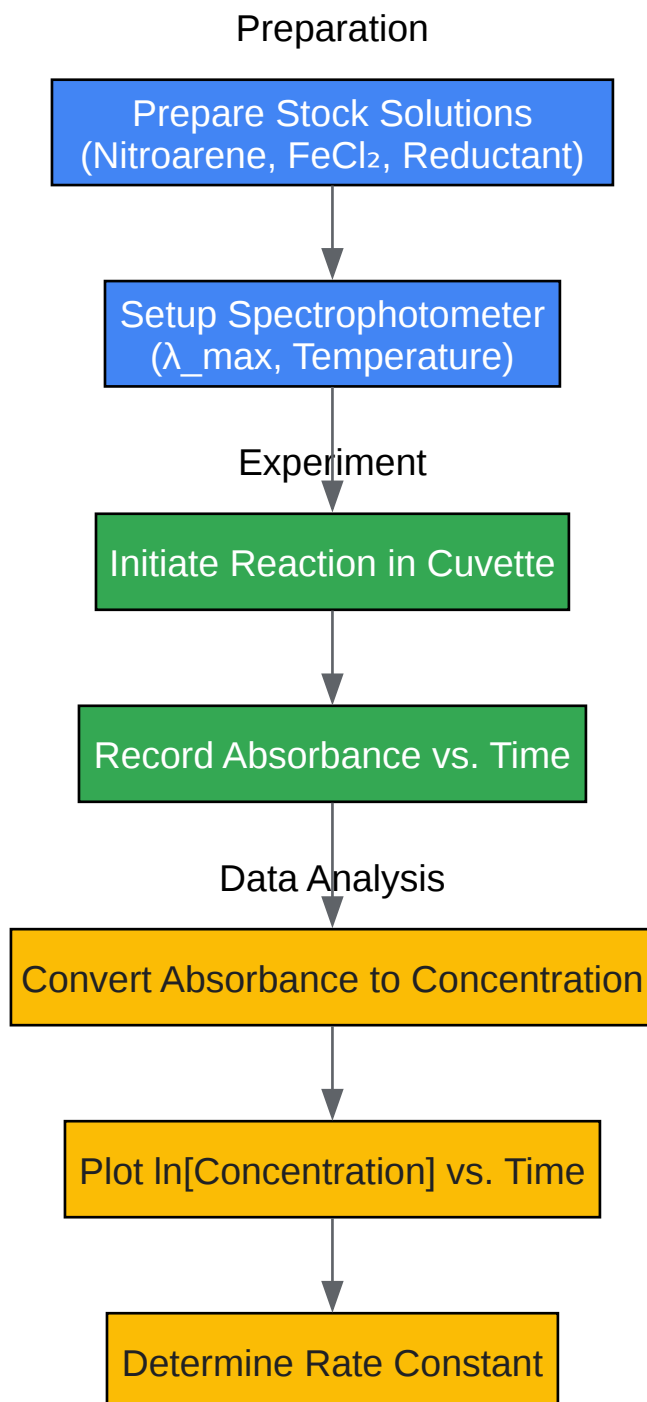 Preparation
Prepare Stock Solutions
(Nitroarene, FeCl₂, Reductant)
Setup Spectrophotometer
(λ_max, Temperature)
Experiment
Initiate Reaction in Cuvette
Record Absorbance vs. Time
Data Analysis
Convert Absorbance to Concentration
Plot ln[Concentration] vs. Time
Determine Rate Constant